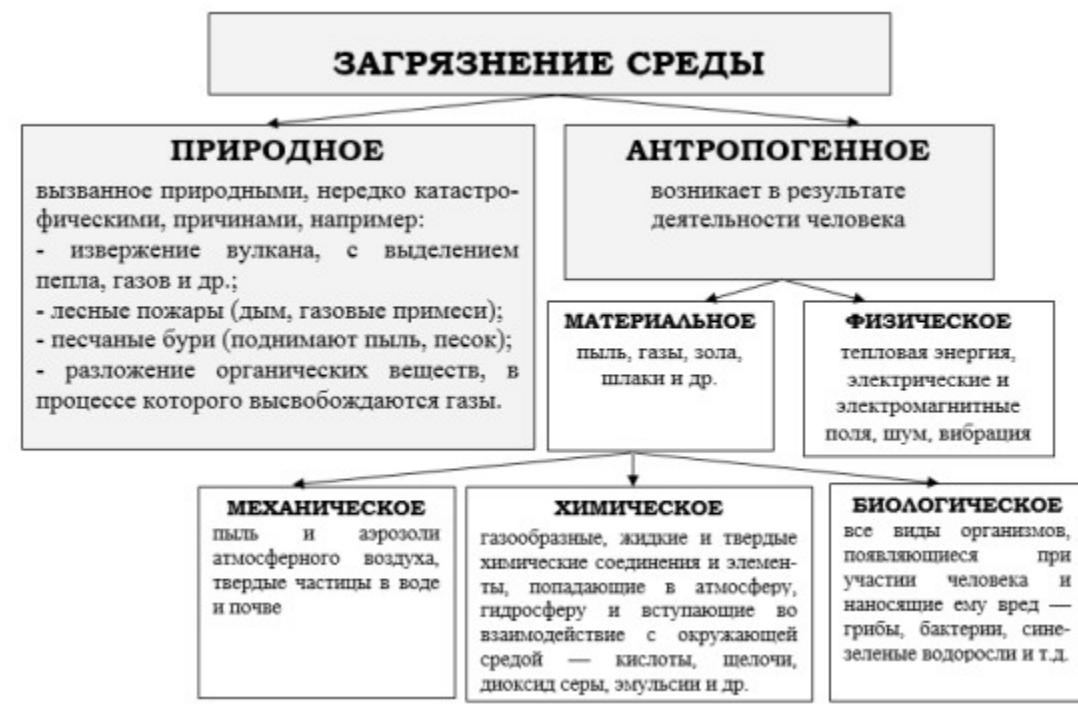 ЗАГРЯЗНЕНИЕ СРЕДЫ
ПРИРОДНОЕ
вызванное природными, нередко катастро-
фическими, причинами, например:
- извержение вулкана, с выделением
пепла, газов и др.;
- лесные пожары (дым, газовые примеси);
- песчаные бури (поднимают пыль, песок);
- разложение органических веществ, в
процессе которого высвобождаются газы.
АНТРОПОГЕННОЕ
возникает в результате
деятельности человека
МАТЕРИАЛЬНОЕ
пыль, газы, зола,
шлаки и др.
ФИЗИЧЕСКОЕ
тепловая энергия,
электрические и
электромагнитные
поля, шум, вибрация
МЕХАНИЧЕСКОЕ
пыль и аэрозоли
атмосферного воздуха,
твердые частицы в воде
и почве
ХИМИЧЕСКОЕ
газообразные, жидкие и твердые
химические соединения и элемен-
ты, попадающие в атмосферу,
гидросферу и вступающие во
взаимодействие с окружающей
средой — кислоты, щелочи,
диоксид серы, эмульсии и др.
БИОЛОГИЧЕСКОЕ
все виды организмов,
появляющиеся при
участии человека и
наносящие ему вред —
грибы, бактерии, сине-
зеленые водоросли и т.д.